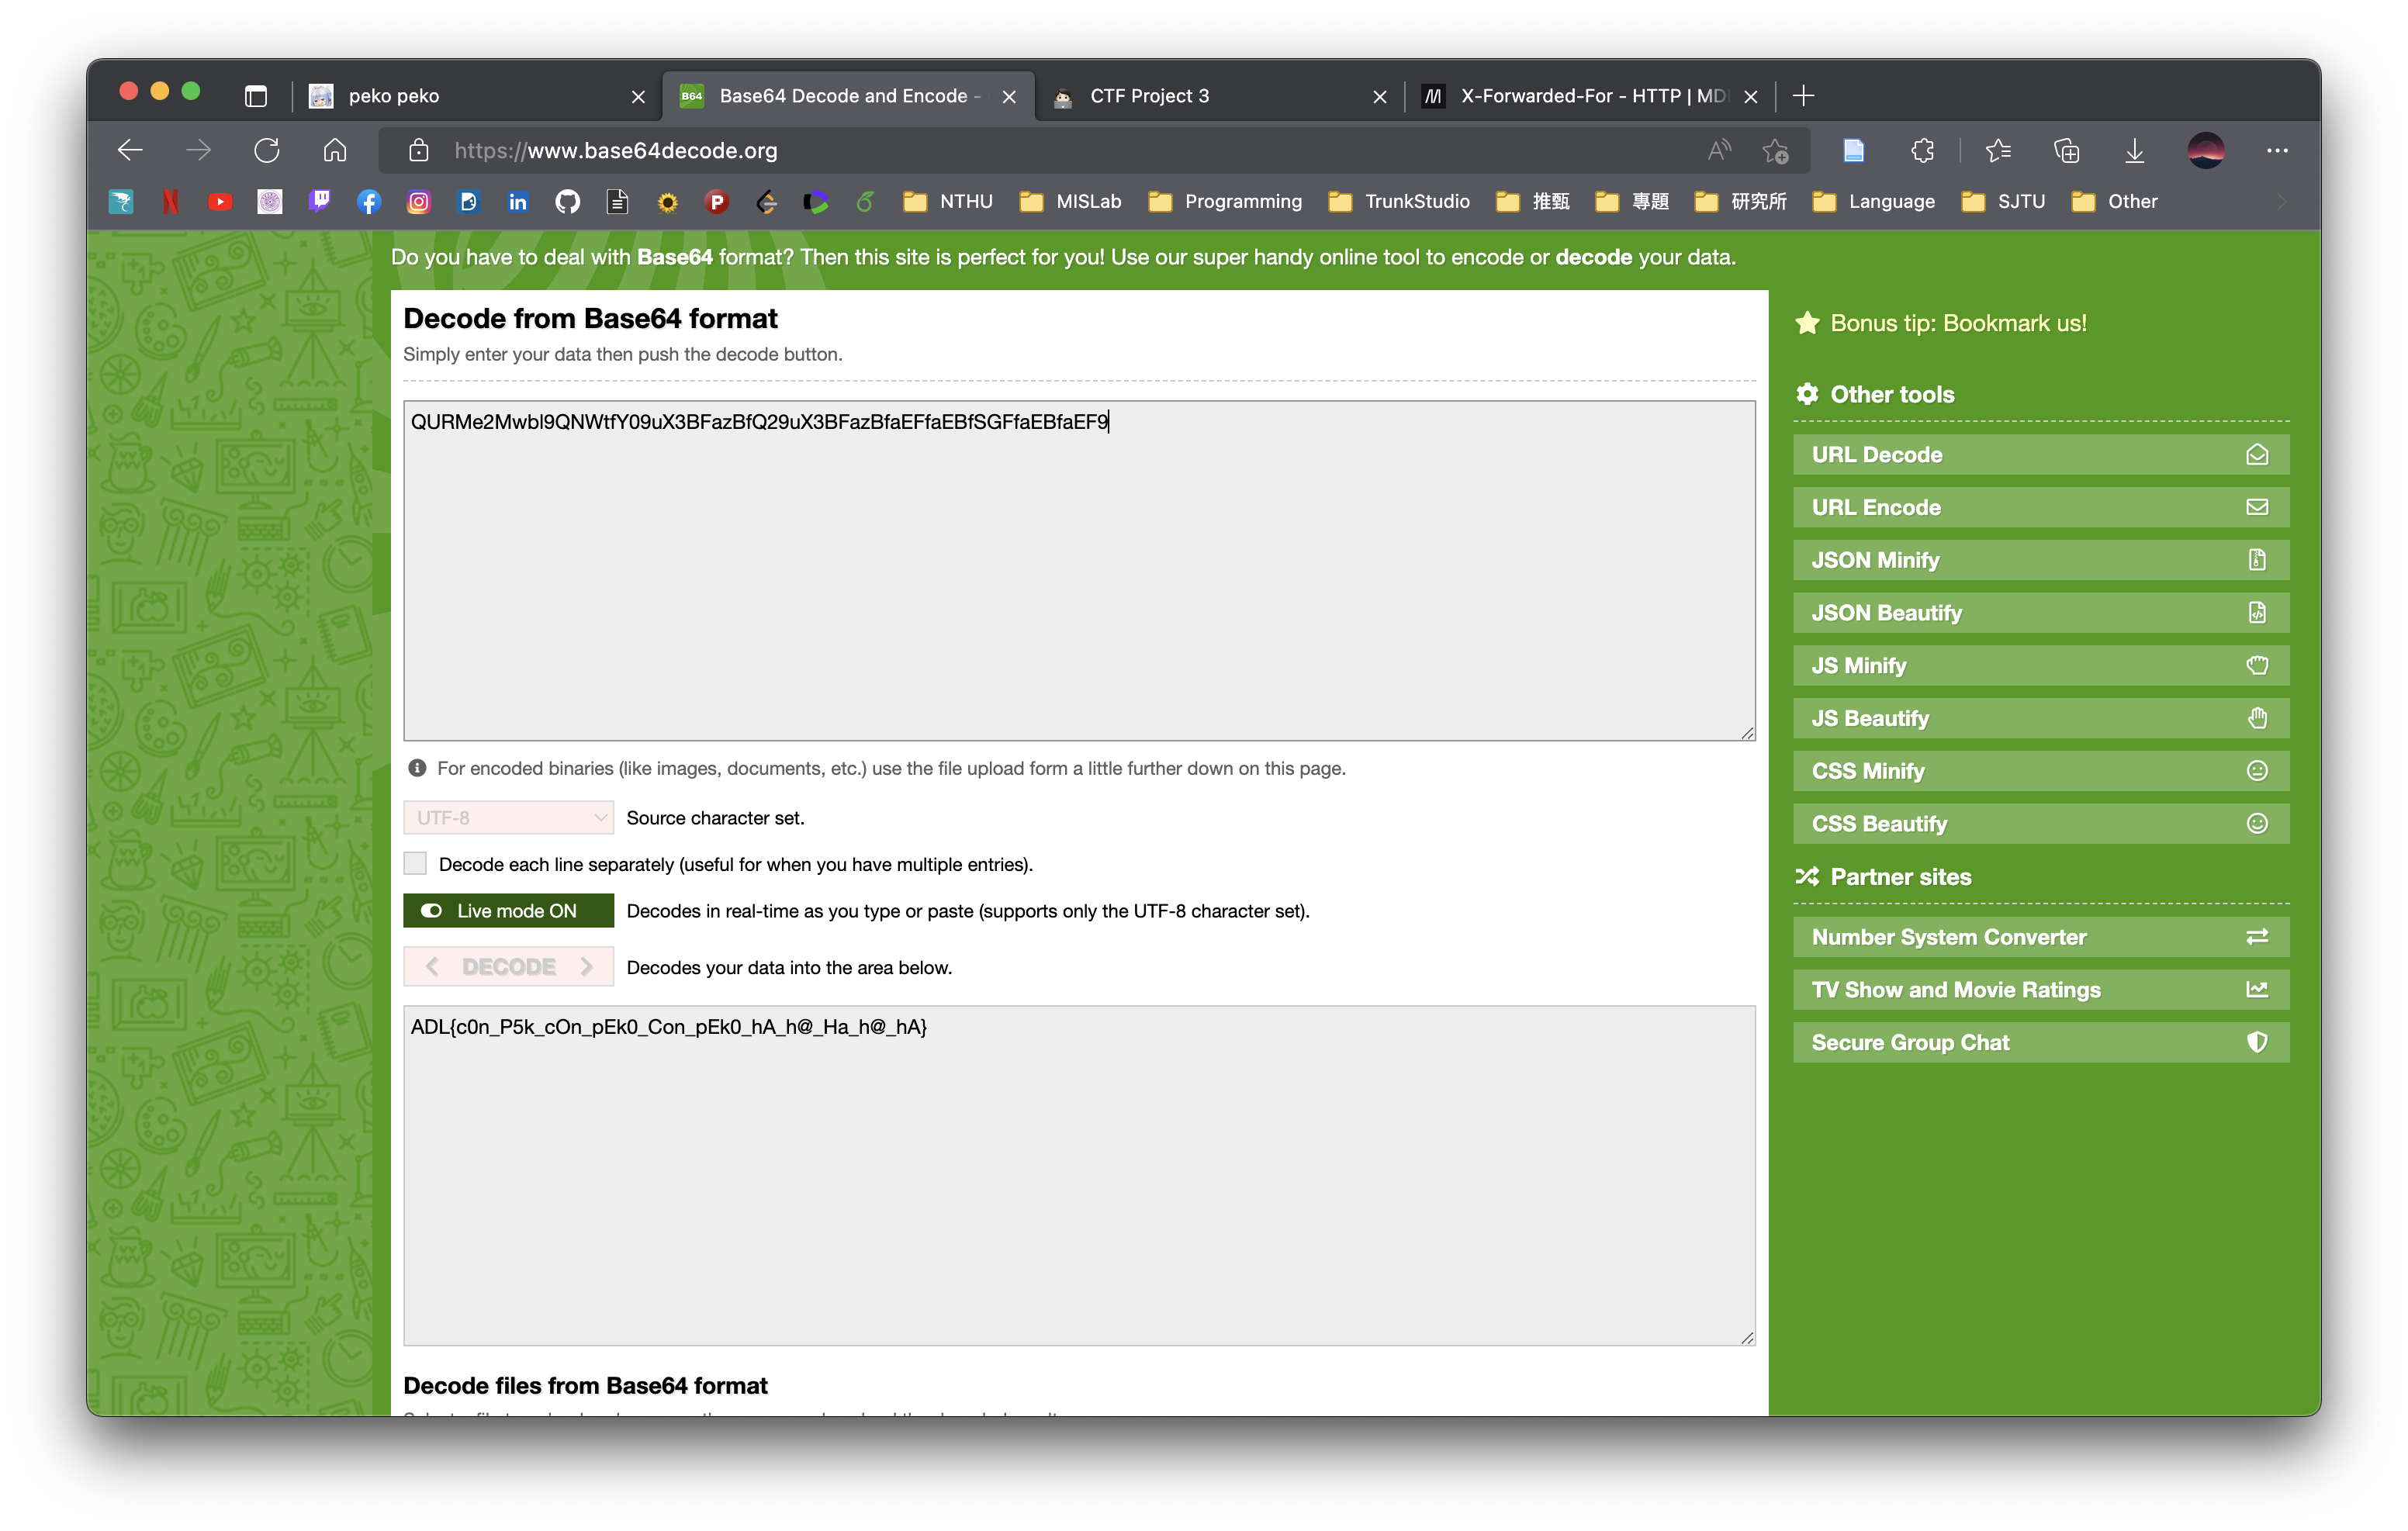 peko peko
B64 Base64 Decode and Encode -
CTF Project 3
X-Forwarded-For - HTTP | MD
https://www.base64decode.org
NTHU MISLab Programming TrunkStudio 推甄 專題 研究所 Language SJTU Other
Do you have to deal with Base64 format? Then this site is perfect for you! Use our super handy online tool to encode or decode your data.
Decode from Base64 format
Simply enter your data then push the decode button.
QURMe2Mwbl9QNWtfY09uX3BFazBfQ29uX3BFazBfaEFfaEBfSGFfaEBfaEF9
For encoded binaries (like images, documents, etc.) use the file upload form a little further down on this page.
UTF-8 Source character set.
Decode each line separately (useful for when you have multiple entries).
Live mode ON Decodes in real-time as you type or paste (supports only the UTF-8 character set).
DECODE Decodes your data into the area below.
ADL{c0n_P5k_cOn_pEk0_Con_pEk0_hA_h@_Ha_h@_hA}
Decode files from Base64 format
Bonus tip: Bookmark us!
Other tools
URL Decode
URL Encode
JSON Minify
JSON Beautify
JS Minify
JS Beautify
CSS Minify
CSS Beautify
Partner sites
Number System Converter
TV Show and Movie Ratings
Secure Group Chat